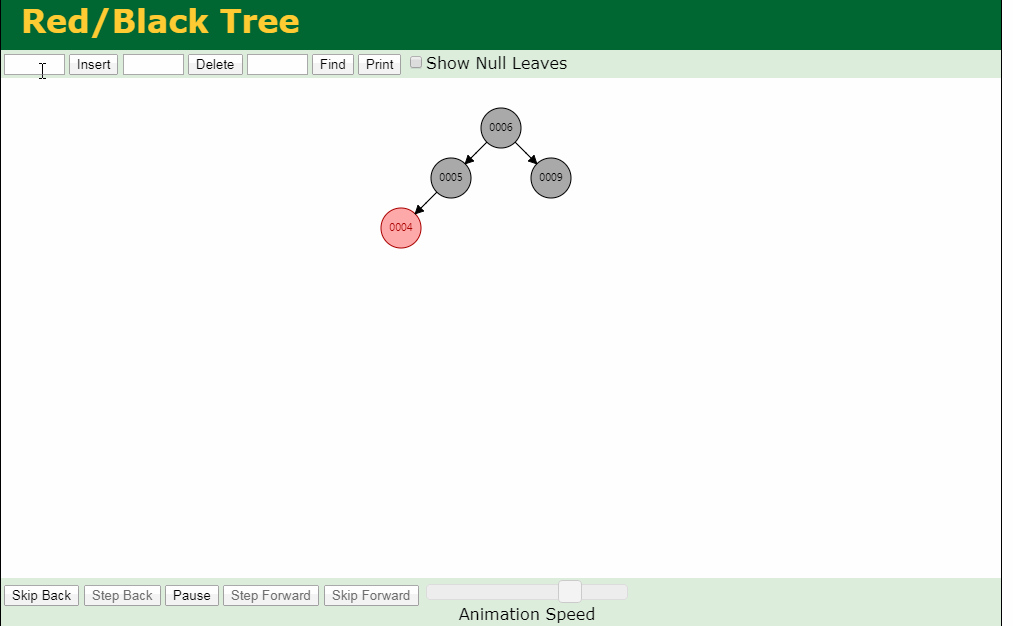 Red/Black Tree
Insert Delete Find Print Show Null Leaves
0006
0005 0009
0004
Skip Back Step Back Pause Step Forward Skip Forward
Animation Speed